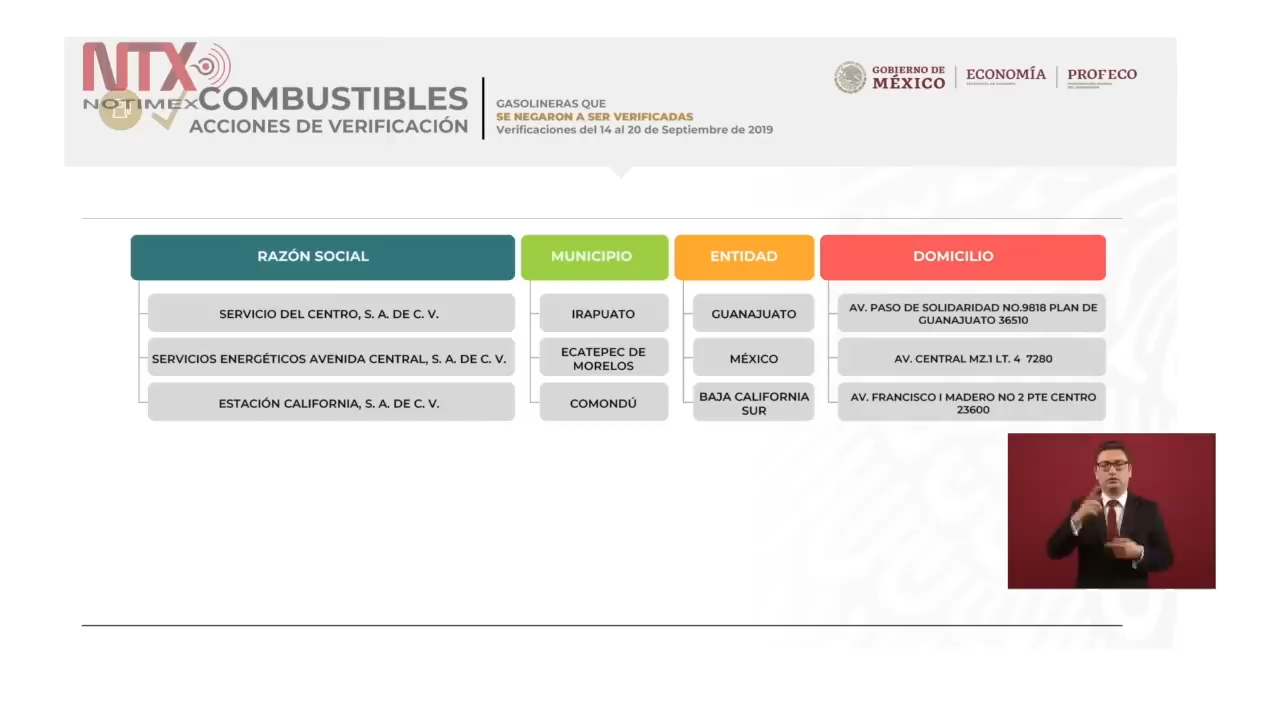 NTX
NOTIMEX
COMBUSTIBLES
ACCIONES DE VERIFICACIÓN
GASOLINERAS QUE
SE NEGARON A SER VERIFICADAS
Verificaciones del 14 al 20 de Septiembre de 2019
GOBIERNO DE
MÉXICO
ECONOMÍA
PROFECO
RAZÓN SOCIAL
MUNICIPIO
ENTIDAD
DOMICILIO
SERVICIO DEL CENTRO, S. A. DE C. V.
IRAPUATO
GUANAJUATO
AV. PASO DE SOLIDARIDAD NO.9818 PLAN DE
GUANAJUATO 36510
SERVICIOS ENERGÉTICOS AVENIDA CENTRAL, S. A. DE C. V.
ECATEPEC DE
MORELOS
MÉXICO
AV. CENTRAL MZ.1 LT. 4 7280
ESTACIÓN CALIFORNIA, S. A. DE C. V.
COMONDÚ
BAJA CALIFORNIA
SUR
AV. FRANCISCO I MADERO NO 2 PTE CENTRO
23600